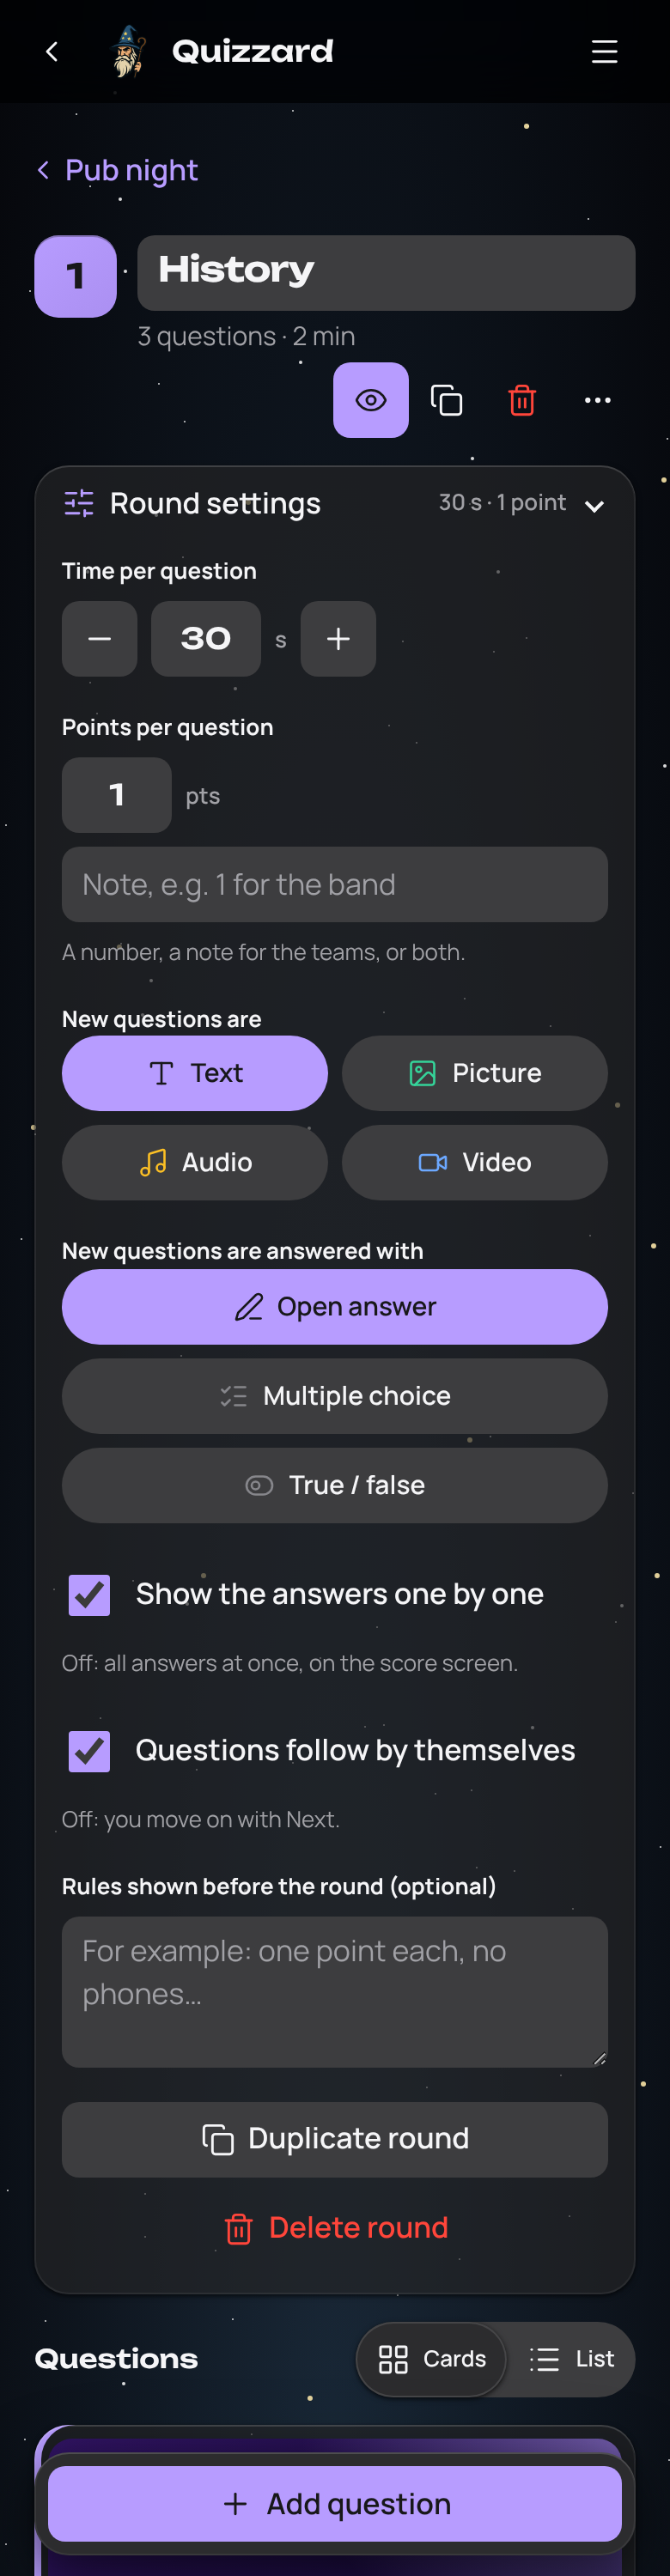 Quizzard
Pub night
1
History
3 questions · 2 min
Round settings
30 s · 1 point
Time per question
30
s
Points per question
1
pts
Note, e.g. 1 for the band
A number, a note for the teams, or both.
New questions are
Text
Picture
Audio
Video
New questions are answered with
Open answer
Multiple choice
True / false
Show the answers one by one
Off: all answers at once, on the score screen.
Questions follow by themselves
Off: you move on with Next.
Rules shown before the round (optional)
For example: one point each, no
phones…
Duplicate round
Delete round
Questions
Cards
List
Add question